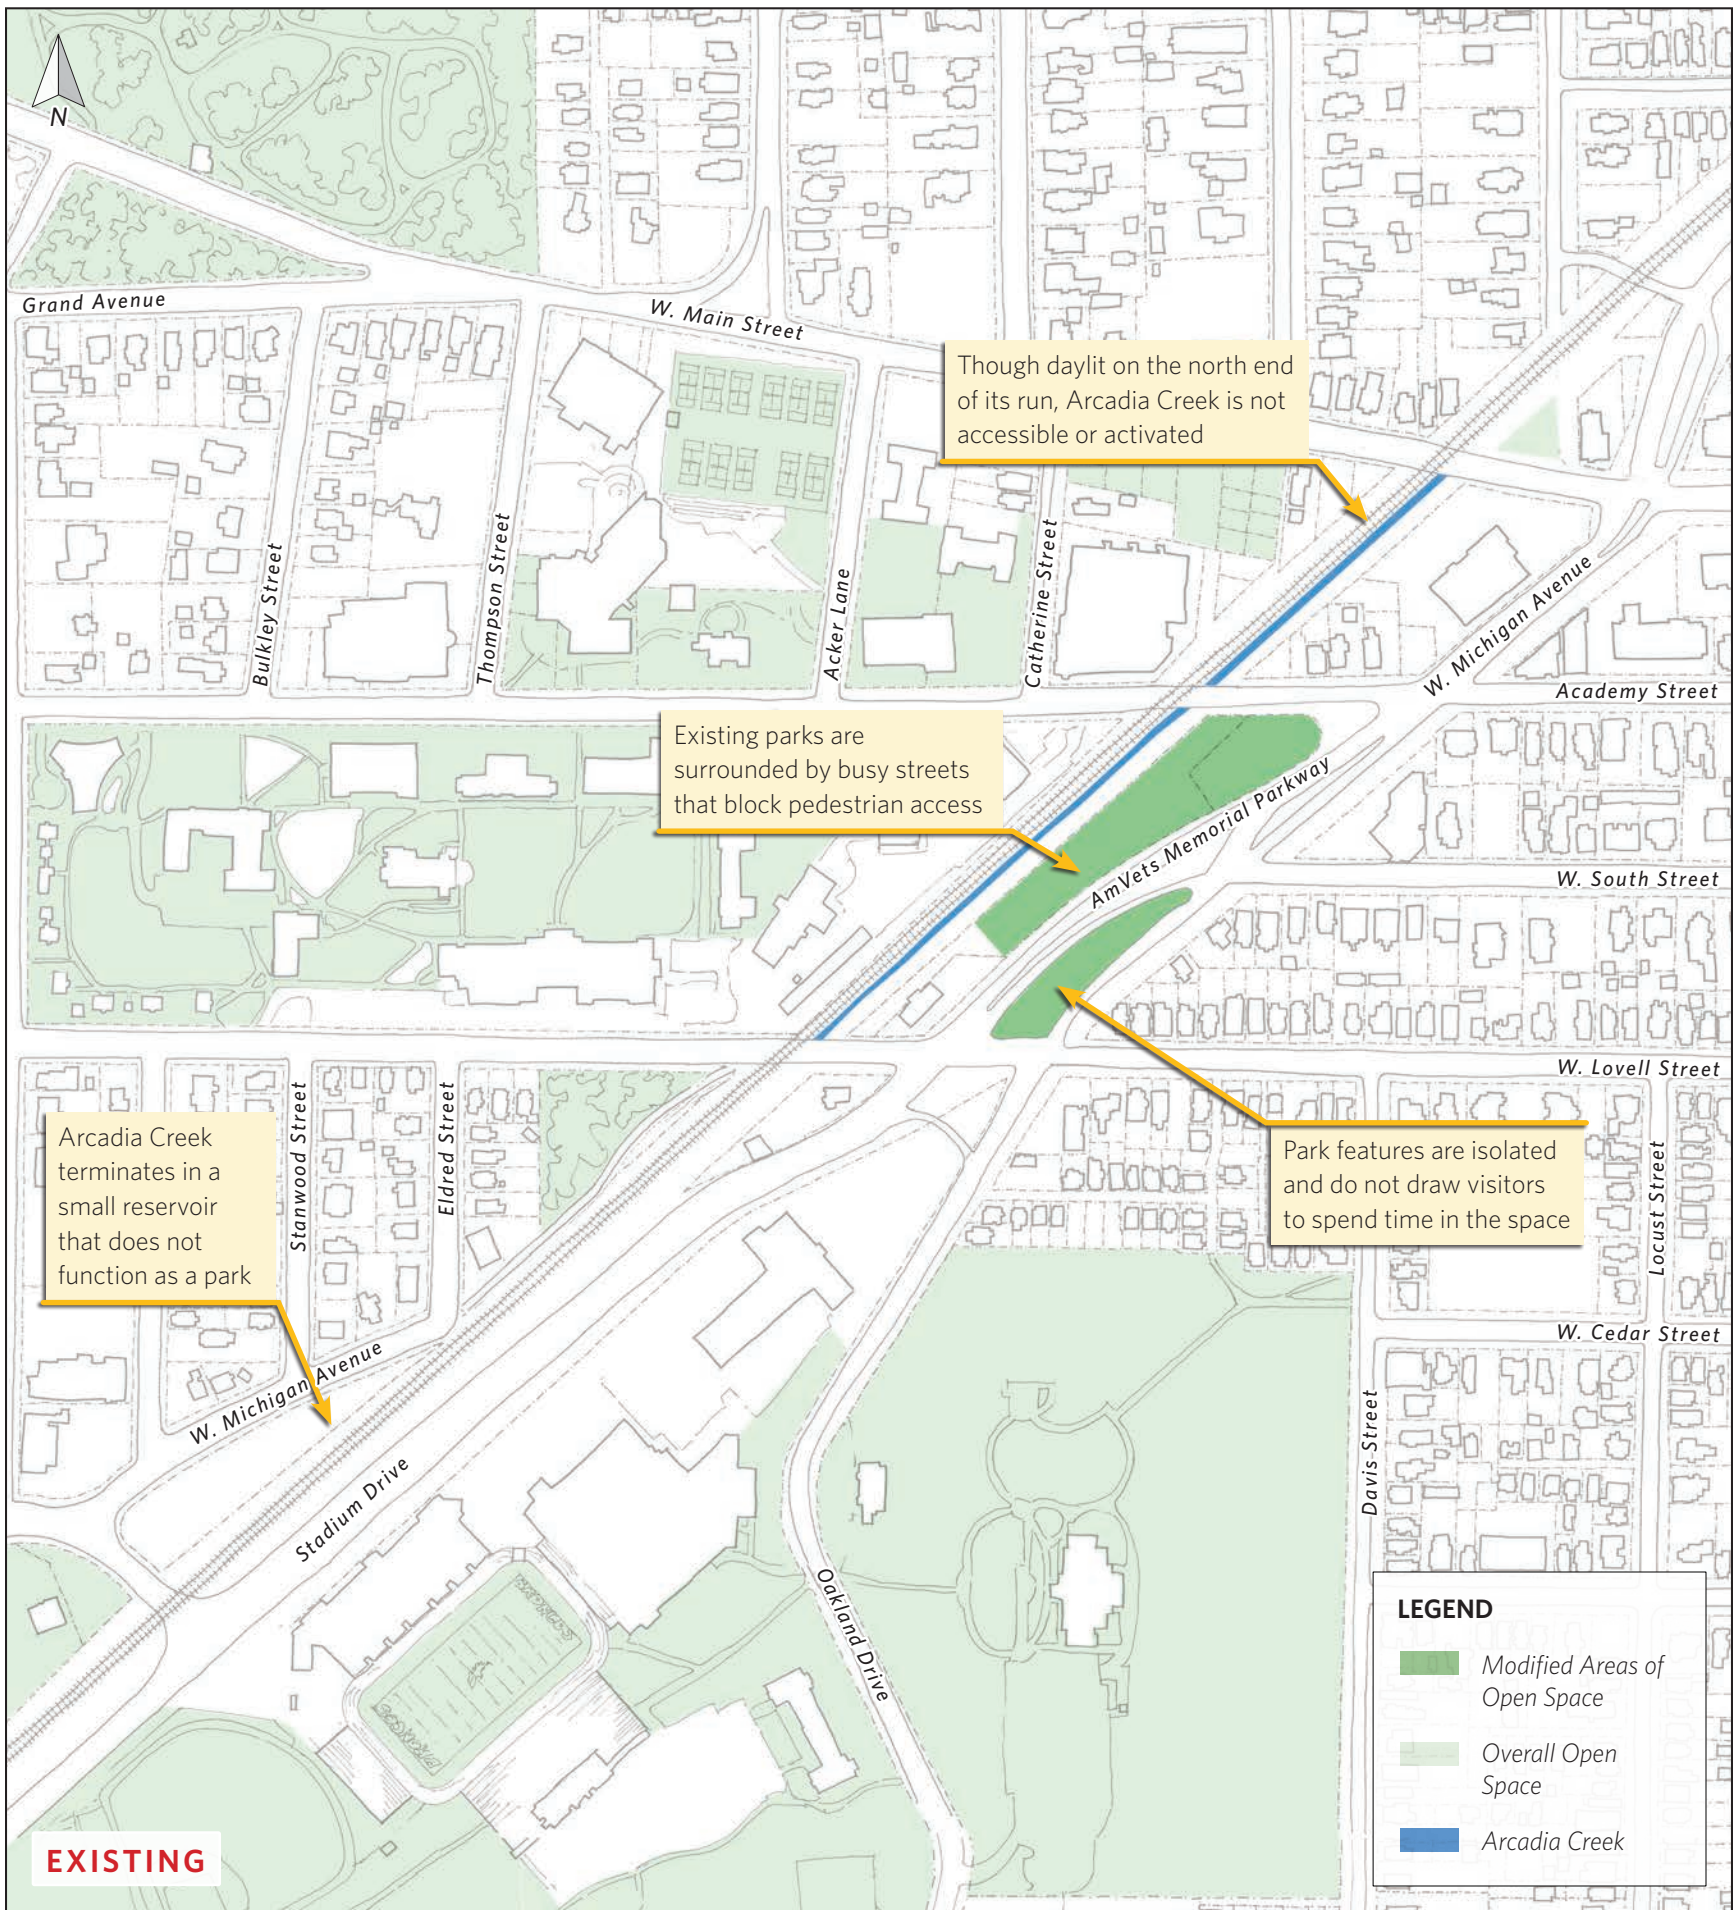 N
Grand Avenue
W. Main Street
Though daylit on the north end
of its run, Arcadia Creek is not
accessible or activated
Bulkley Street
Thompson Street
Acker Lane
Catherine Street
W. Michigan Avenue
Academy Street
Existing parks are
surrounded by busy streets
that block pedestrian access
AmVets Memorial Parkway
W. South Street
W. Lovell Street
Arcadia Creek
terminates in a
small reservoir
that does not
function as a park
Stanwood Street
Eldred Street
Park features are isolated
and do not draw visitors
to spend time in the space
Locust Street
W. Cedar Street
W. Michigan Avenue
Stadium Drive
Davis Street
Oakland Drive
BRONCOS
LEGEND
Modified Areas of
Open Space
Overall Open
Space
Arcadia Creek
EXISTING